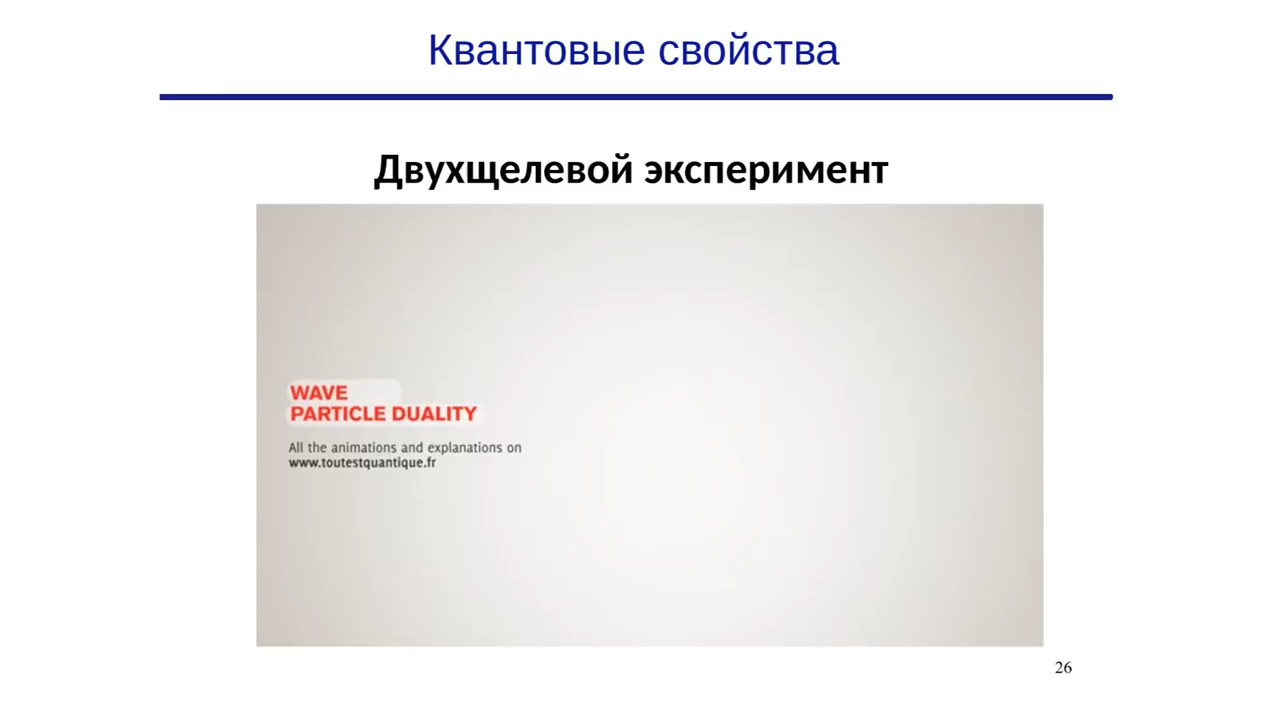 Квантовые свойства
Двухщелевой эксперимент
WAVE
PARTICLE DUALITY
All the animations and explanations on
www.toutestquantique.fr
26